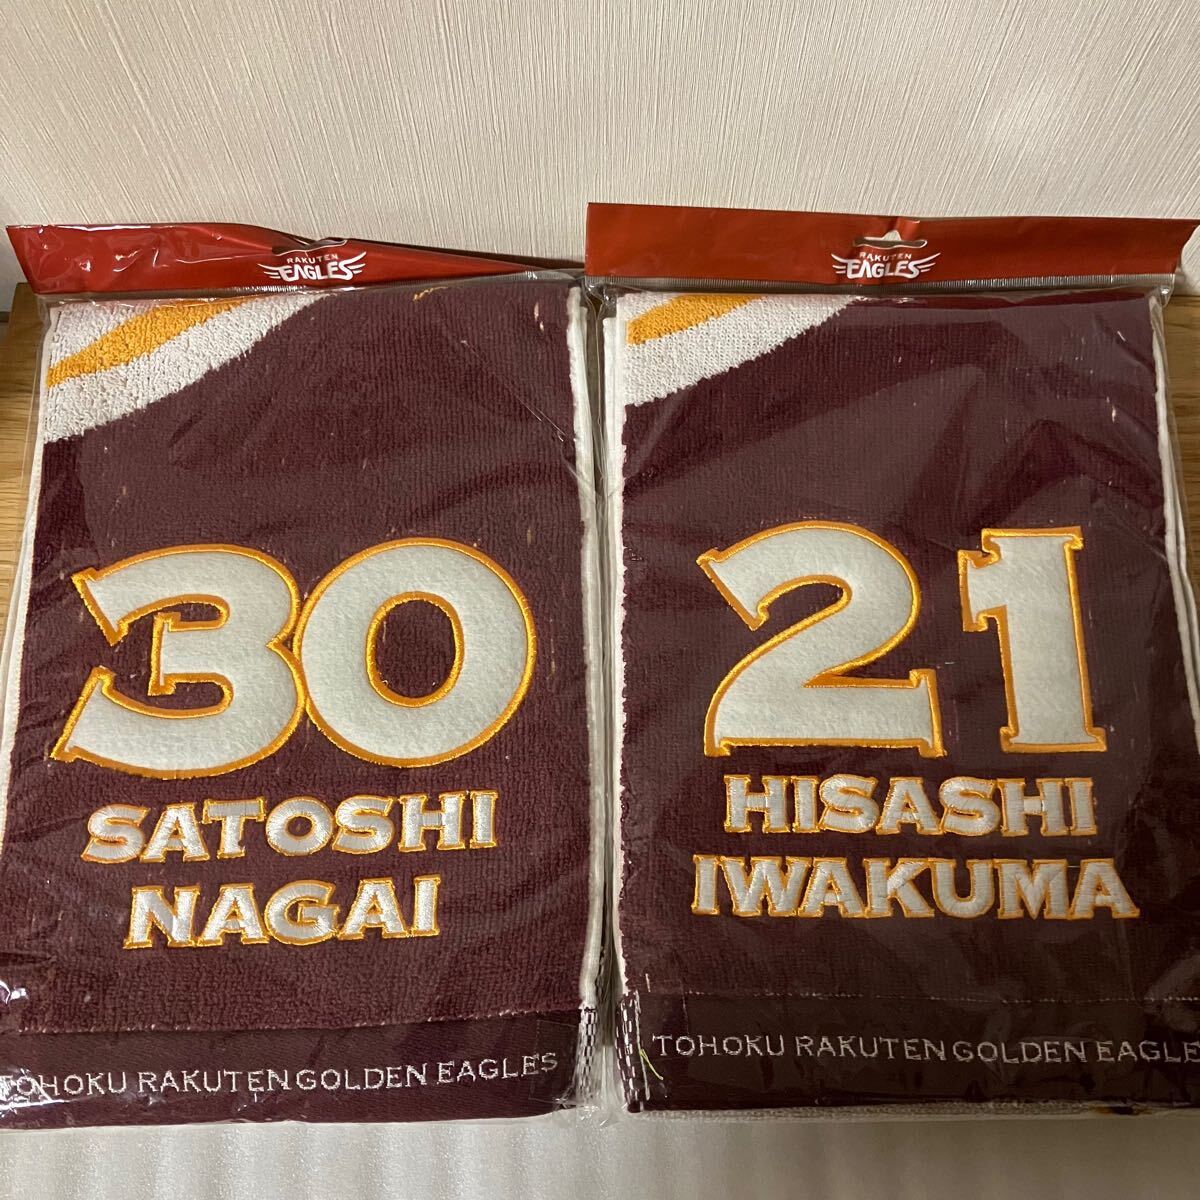 RAKUTEN
EAGLES
30
SATOSHI
NAGAI
TOHOKU RAKUTEN GOLDEN EAGLES
RAKUTEN
EAGLES
21
HISASHI
IWAKUMA
TOHOKU RAKUTEN GOLDEN EAGLE